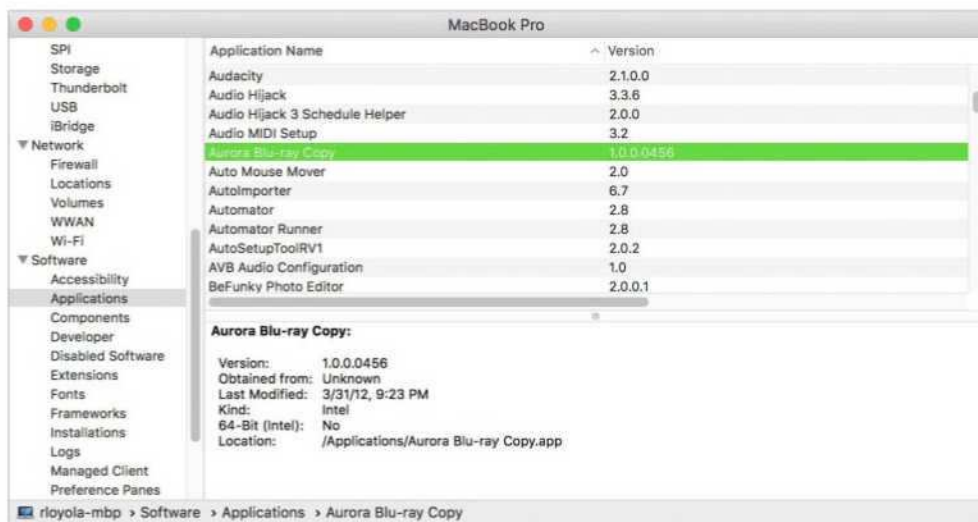 MacBook Pro
SPI
Storage
Thunderbolt
USB
iBridge
Network
Firewall
Locations
Volumes
WWAN
Wi-Fi
Software
Accessibility
Applications
Components
Developer
Disabled Software
Extensions
Fonts
Frameworks
Installations
Logs
Managed Client
Preference Panes
Application Name Version
Audacity 2.1.0.0
Audio Hijack 3.3.6
Audio Hijack 3 Schedule Helper 2.0.0
Audio MIDI Setup 3.2
Aurora Blu-ray Copy 1.0.0.0456
Auto Mouse Mover 2.0
AutoImporter 6.7
Automator 2.8
Automator Runner 2.8
AutoSetupToolRV1 2.0.2
AVB Audio Configuration 1.0
BeFunky Photo Editor 2.0.0.1
Aurora Blu-ray Copy:
Version: 1.0.0.0456
Obtained from: Unknown
Last Modified: 3/31/12, 9:23 PM
Kind: Intel
64-Bit (Intel): No
Location: /Applications/Aurora Blu-ray Copy.app
rloyola-mbp › Software › Applications › Aurora Blu-ray Copy